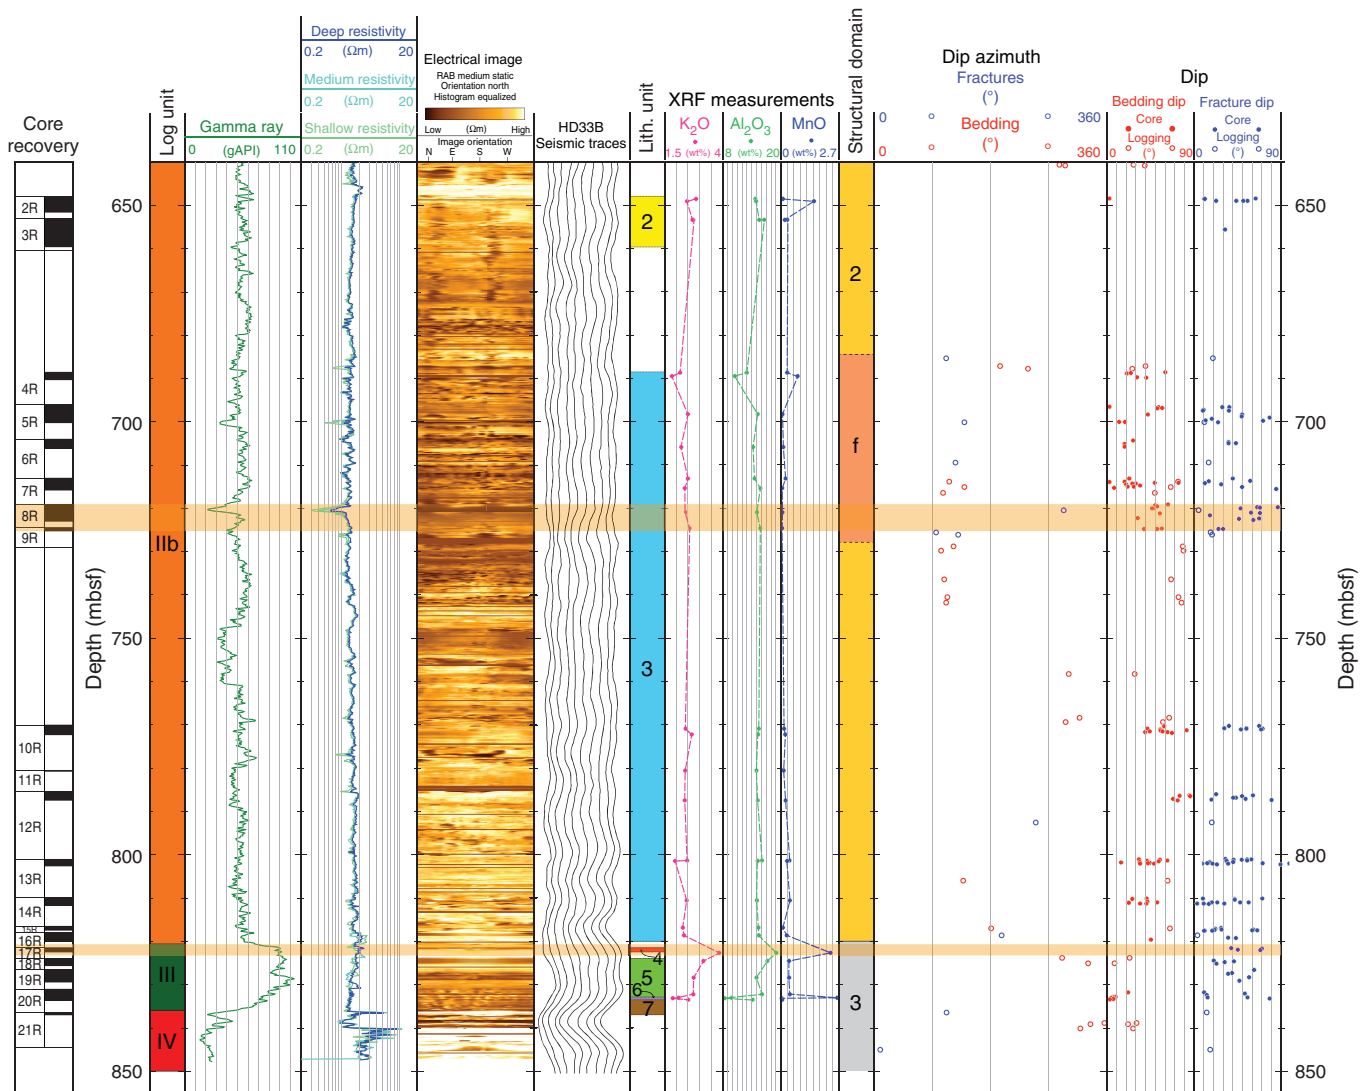 Core
recovery
Depth (mbsf)
Log unit
Gamma ray
0 (gAPI) 110
Deep resistivity
0.2 (Ωm) 20
Medium resistivity
0.2 (Ωm) 20
Shallow resistivity
0.2 (Ωm) 20
Electrical image
RAB medium static
Orientation north
Histogram equalized
Low (Ωm) High
Image orientation
N E S W
HD33B
Seismic traces
Lith. unit
XRF measurements
K2O
1.5 (wt%) 4
Al2O3
8 (wt%) 20
MnO
0 (wt%) 2.7
Structural domain
Dip azimuth
Fractures
(°)
0 360
Bedding
(°)
0 360
Dip
Bedding dip
Core
Logging
0 (°) 90
Fracture dip
Core
Logging
0 (°) 90
Depth (mbsf)
2R
3R
4R
5R
6R
7R
8R
9R
10R
11R
12R
13R
14R
15R
16R
17R
18R
19R
20R
21R
650
700
750
800
850
IIb
III
IV
2
3
4
5
6
7
2
f
3
650
700
750
800
850